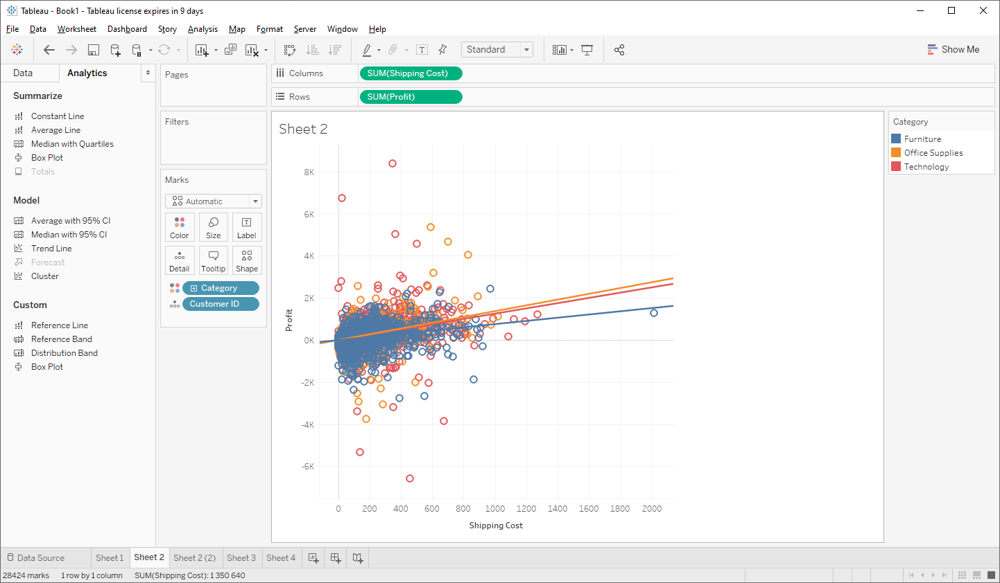 Tableau - Book1 - Tableau license expires in 9 days
File Data Worksheet Dashboard Story Analysis Map Format Server Window Help
Standard
Show Me
Data Analytics
Summarize
Constant Line
Average Line
Median with Quartiles
Box Plot
Totals
Model
Average with 95% CI
Median with 95% CI
Trend Line
Forecast
Cluster
Custom
Reference Line
Reference Band
Distribution Band
Box Plot
Pages
Filters
Marks
Automatic
Color Size Label
Detail Tooltip Shape
Category
Customer ID
Columns SUM(Shipping Cost)
Rows SUM(Profit)
Sheet 2
8K
6K
4K
2K
0K
-2K
-4K
-6K
Profit
0 200 400 600 800 1000 1200 1400 1600 1800 2000
Shipping Cost
Category
Furniture
Office Supplies
Technology
Data Source Sheet 1 Sheet 2 Sheet 2 (2) Sheet 3 Sheet 4
28424 marks 1 row by 1 column SUM(Shipping Cost): 1 350 640